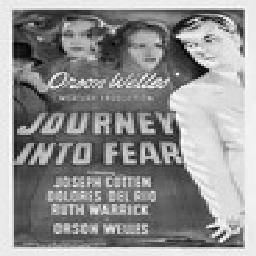 Orson Welles'
MERCURY PRODUCTION
JOURNEY
INTO FEAR
JOSEPH COTTEN
DOLORES DEL RIO
RUTH WARRICK
ORSON WELLES